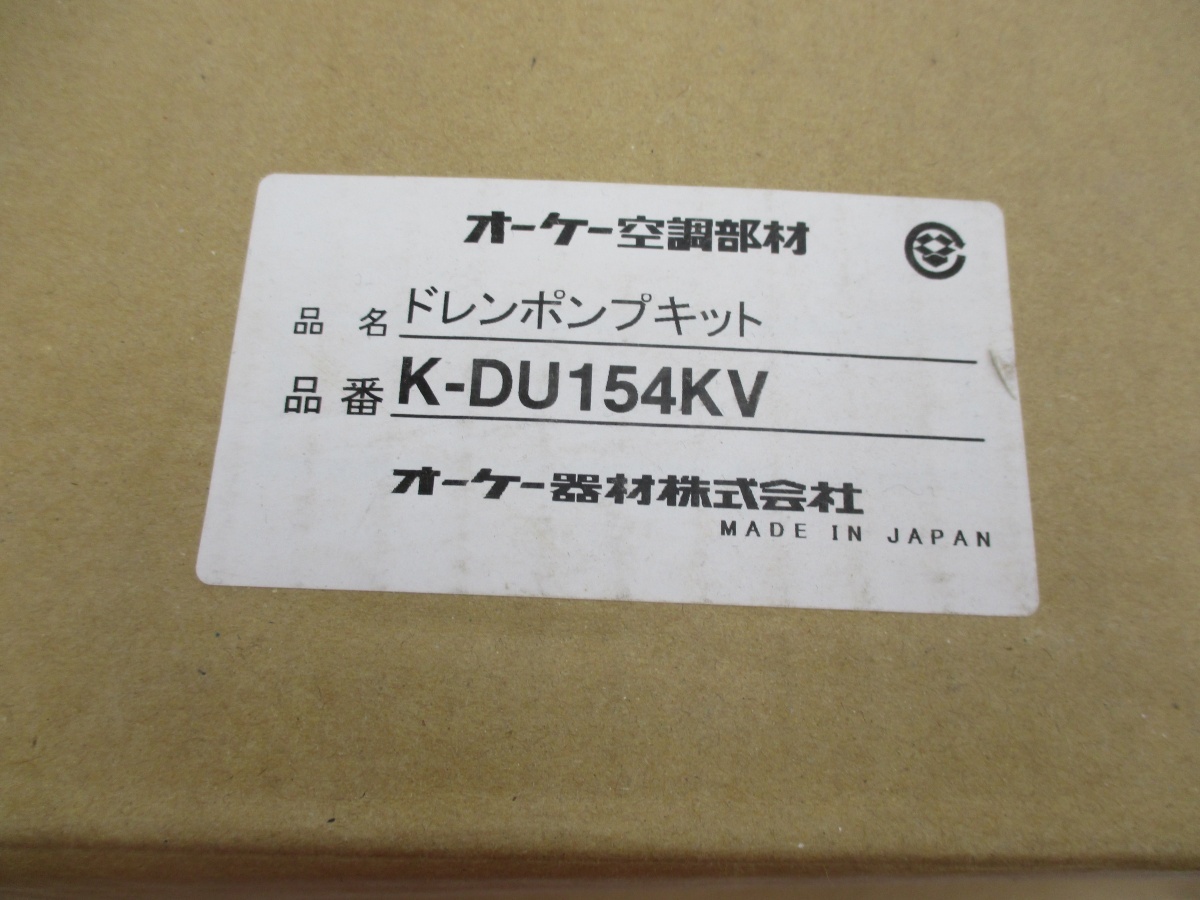 オーケー空調部材
品名 ドレンポンプキット
品番 K-DU154KV
オーケー器材株式会社
MADE IN JAPAN